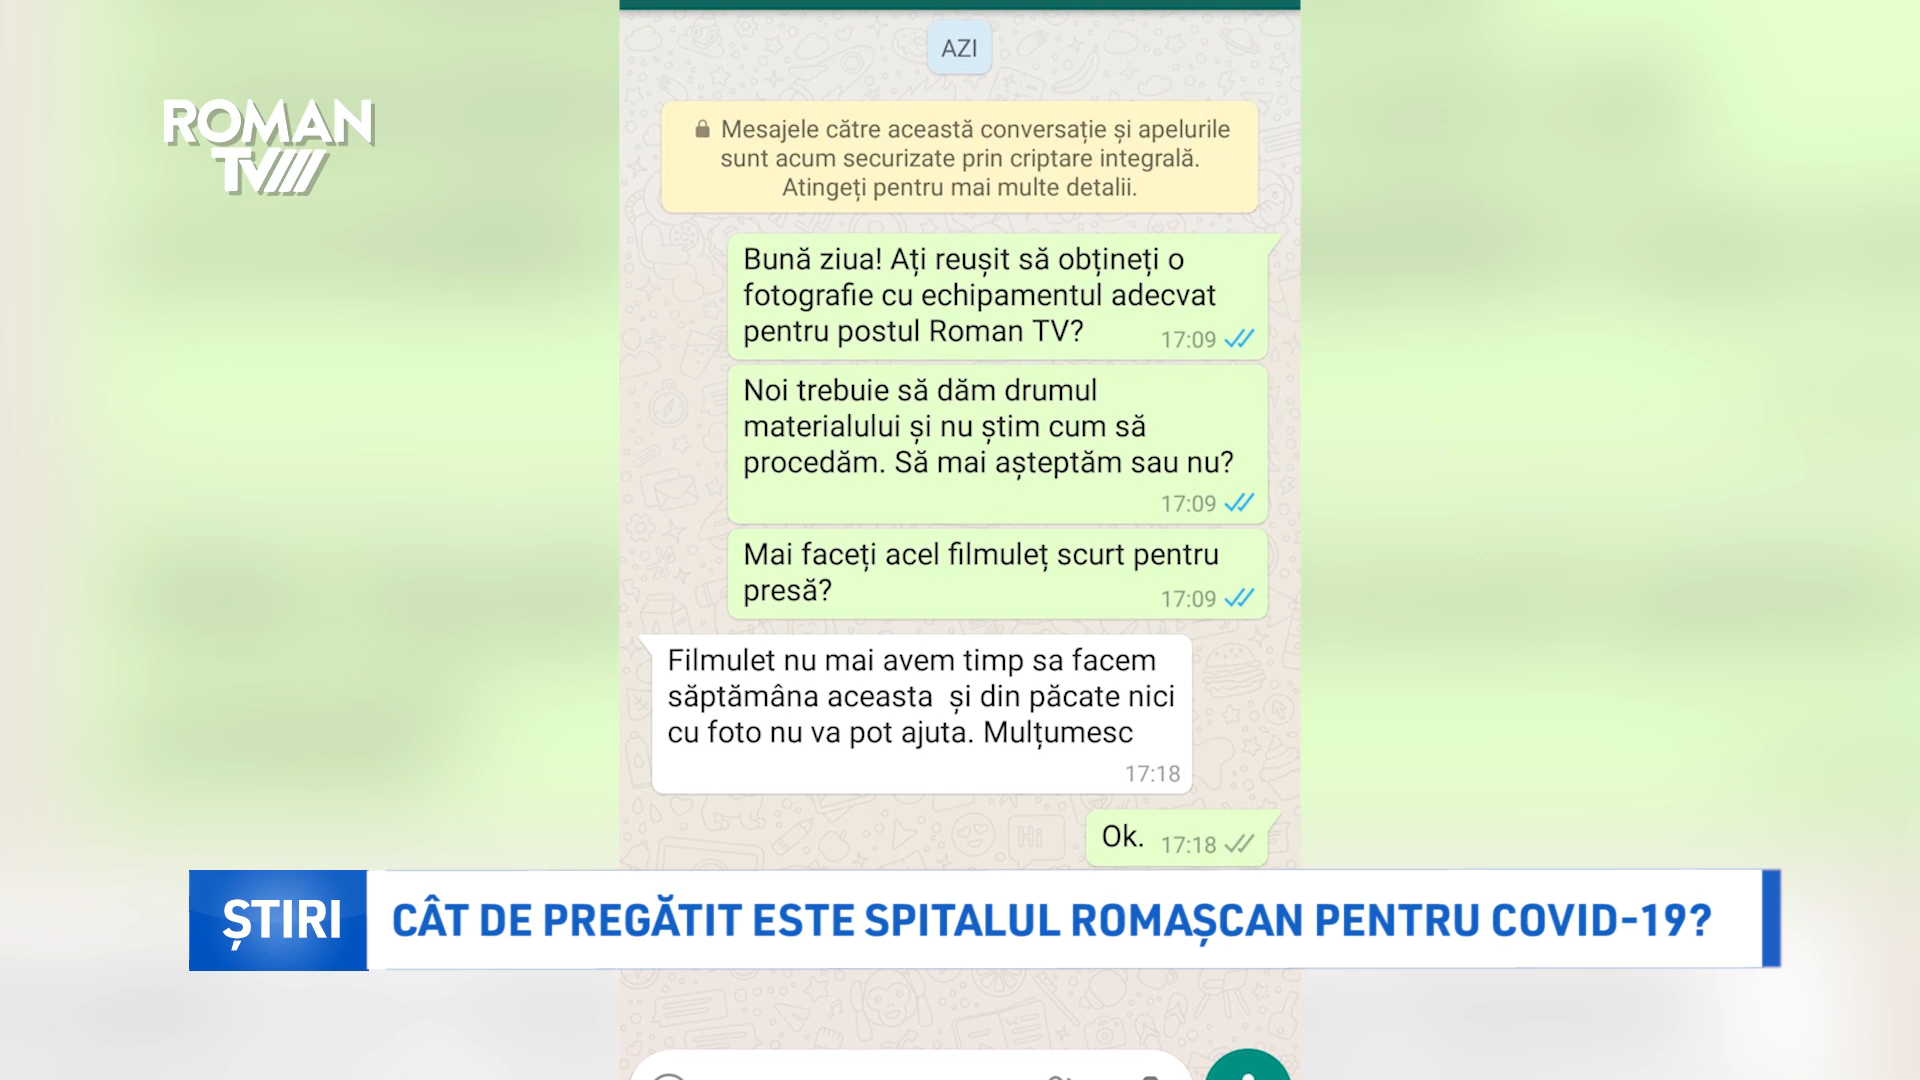 AZI
ROMAN
TV
Mesajele către această conversație și apelurile
sunt acum securizate prin criptare integrală.
Atingeți pentru mai multe detalii.
Bună ziua! Ați reușit să obțineți o
fotografie cu echipamentul adecvat
pentru postul Roman TV?
17:09
Noi trebuie să dăm drumul
materialului și nu știm cum să
procedăm. Să mai așteptăm sau nu?
17:09
Mai faceți acel filmuleț scurt pentru
presă?
17:09
Filmulet nu mai avem timp sa facem
săptămâna aceasta  și din păcate nici
cu foto nu va pot ajuta. Mulțumesc
17:18
Ok. 17:18
ȘTIRI
CÂT DE PREGĂTIT ESTE SPITALUL ROMAȘCAN PENTRU COVID-19?